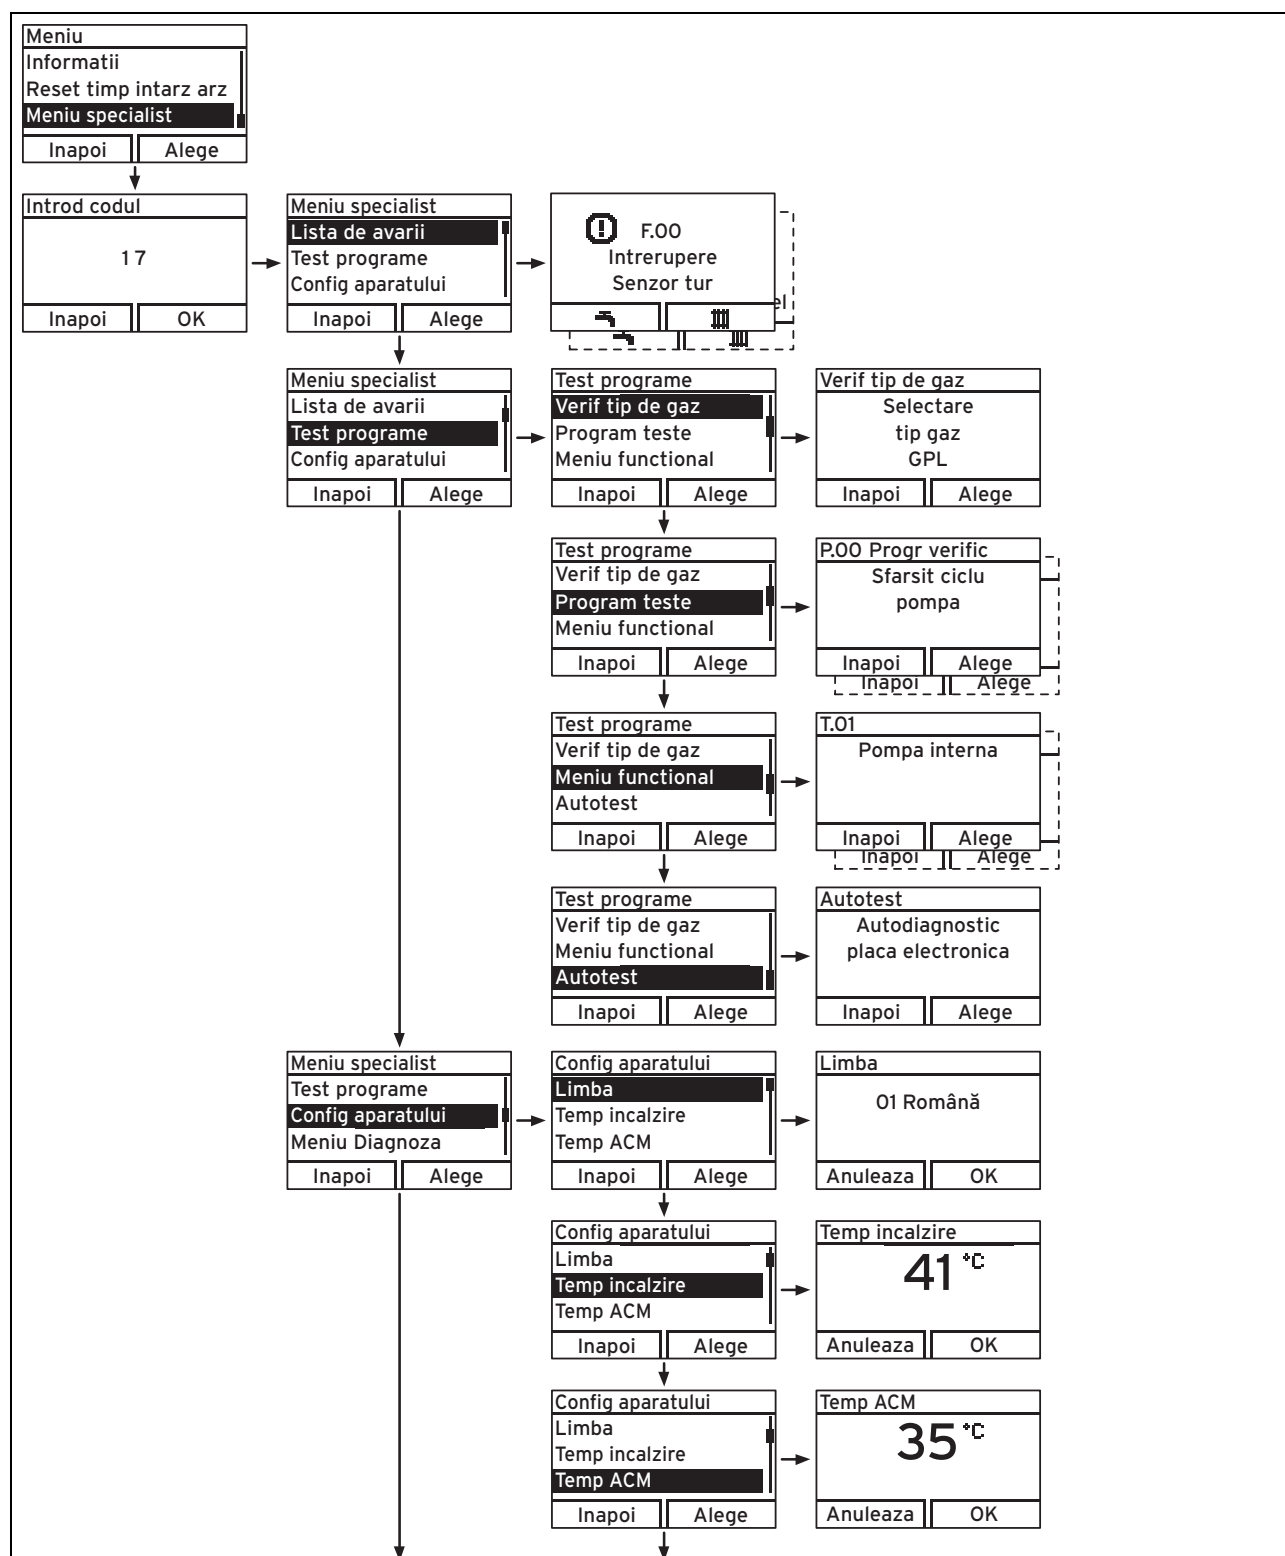 Meniu
Informatii
Reset timp intarz arz
Meniu specialist
Inapoi Alege
Introd codul
17
Inapoi OK
Meniu specialist
Lista de avarii
Test programe
Config aparatului
Inapoi Alege
F.00
Intrerupere
Senzor tur
el
Meniu specialist
Lista de avarii
Test programe
Config aparatului
Inapoi Alege
Test programe
Verif tip de gaz
Program teste
Meniu functional
Inapoi Alege
Verif tip de gaz
Selectare
tip gaz
GPL
Inapoi Alege
Test programe
Verif tip de gaz
Program teste
Meniu functional
Inapoi Alege
P.00 Progr verific
Sfarsit ciclu
pompa
Inapoi Alege
Inapoi Alege
Test programe
Verif tip de gaz
Meniu functional
Autotest
Inapoi Alege
T.01
Pompa interna
Inapoi Alege
Inapoi Alege
Test programe
Verif tip de gaz
Meniu functional
Autotest
Inapoi Alege
Autotest
Autodiagnostic
placa electronica
Inapoi Alege
Meniu specialist
Test programe
Config aparatului
Meniu Diagnoza
Inapoi Alege
Config aparatului
Limba
Temp incalzire
Temp ACM
Inapoi Alege
Limba
01 Română
Anuleaza OK
Config aparatului
Limba
Temp incalzire
Temp ACM
Inapoi Alege
Temp incalzire
41 °C
Anuleaza OK
Config aparatului
Limba
Temp incalzire
Temp ACM
Inapoi Alege
Temp ACM
35 °C
Anuleaza OK